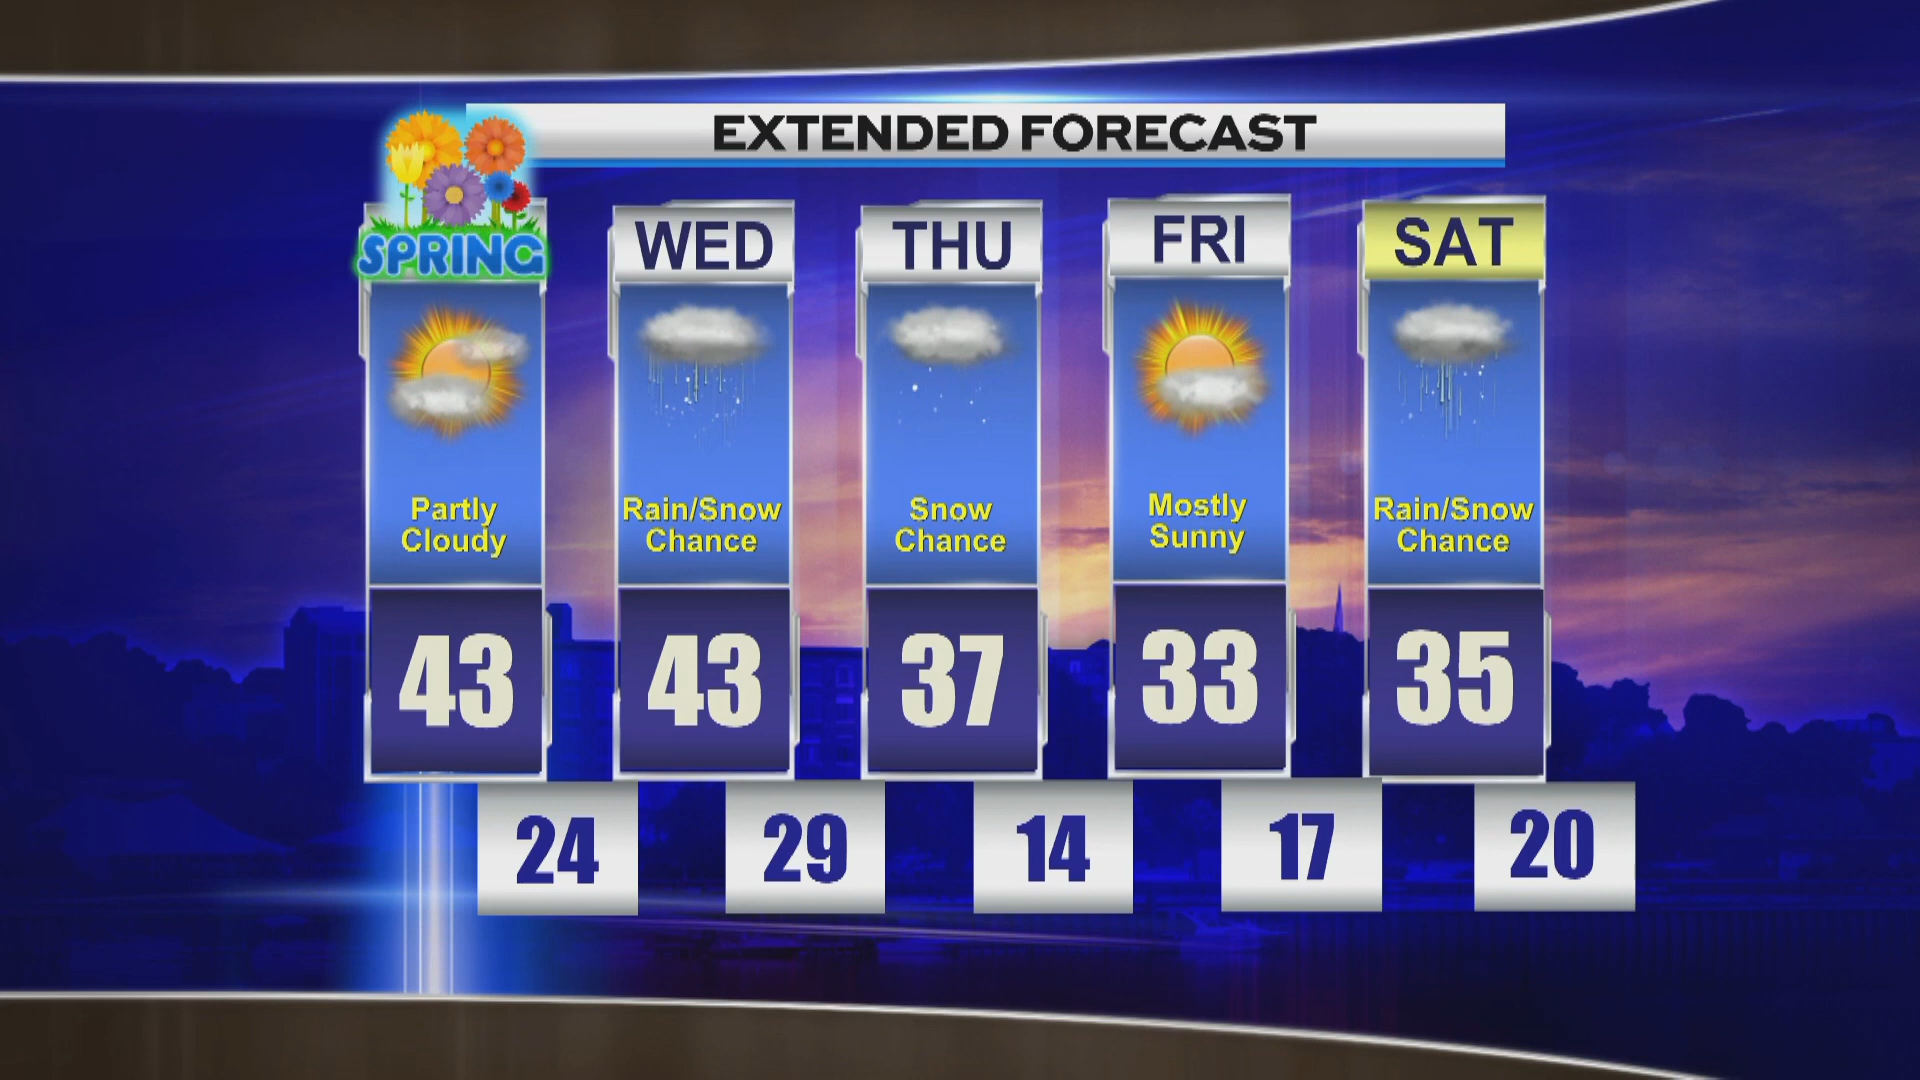 EXTENDED FORECAST
SPRING
WED
THU
FRI
SAT
Partly
Cloudy
Rain/Snow
Chance
Snow
Chance
Mostly
Sunny
Rain/Snow
Chance
43
43
37
33
35
24
29
14
17
20